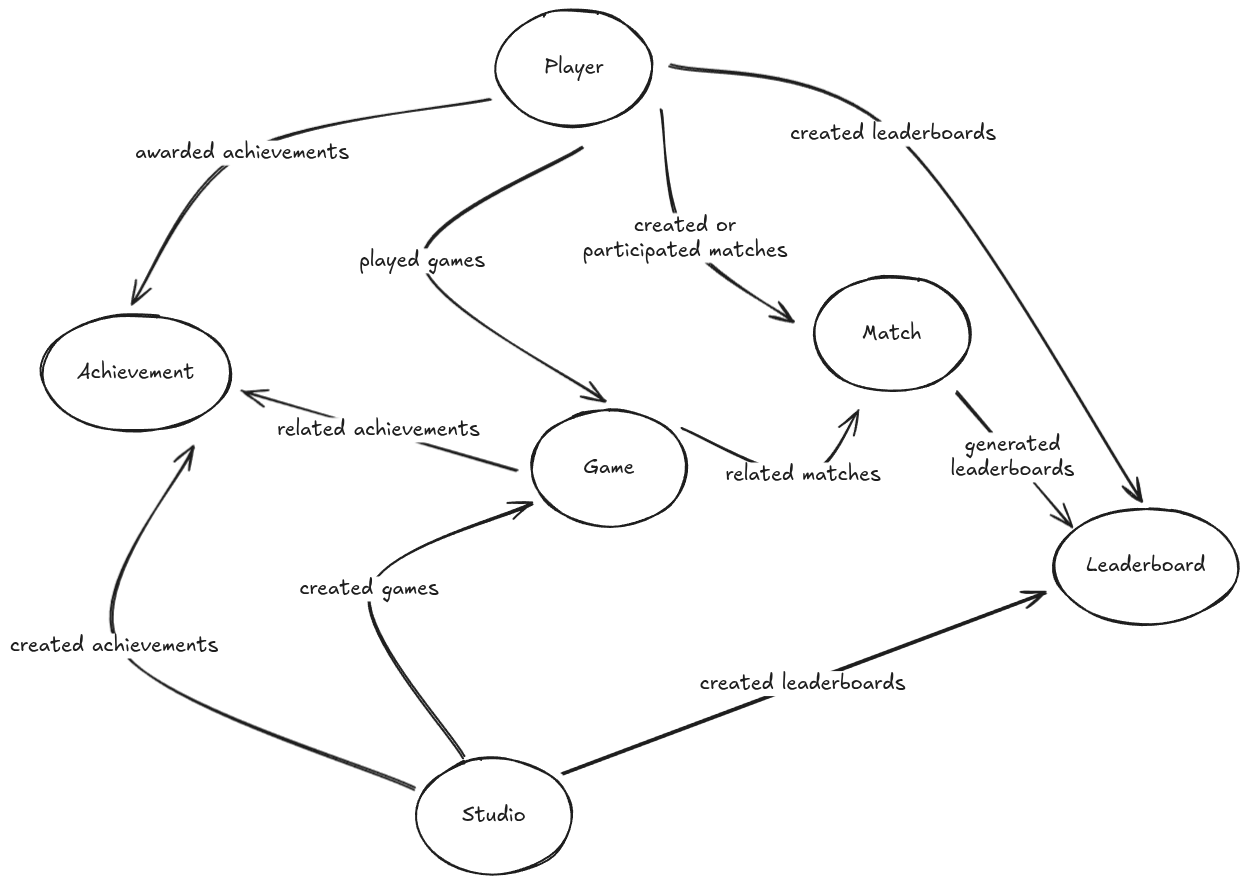 Player
created leaderboards
awarded achievements
created or
participated matches
played games
Match
Achievement
related achievements
generated
leaderboards
Game
related matches
Leaderboard
created games
created achievements
created leaderboards
Studio